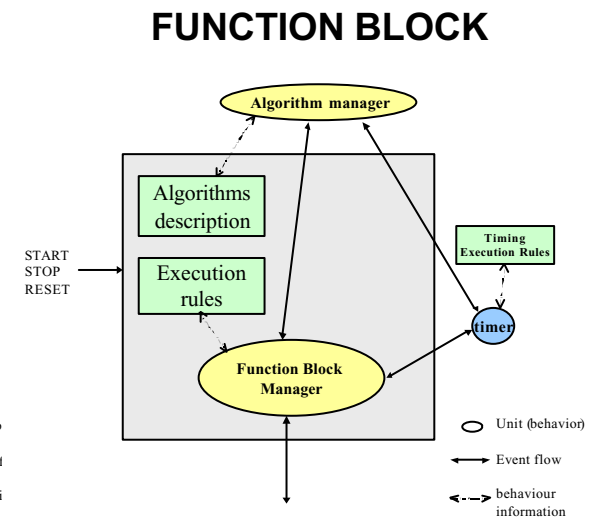 FUNCTION BLOCK
Algorithm manager
Algorithms
description
Timing
Execution Rules
START
STOP
RESET
Execution
rules
timer
Function Block
Manager
Unit (behavior)
Event flow
behaviour
information